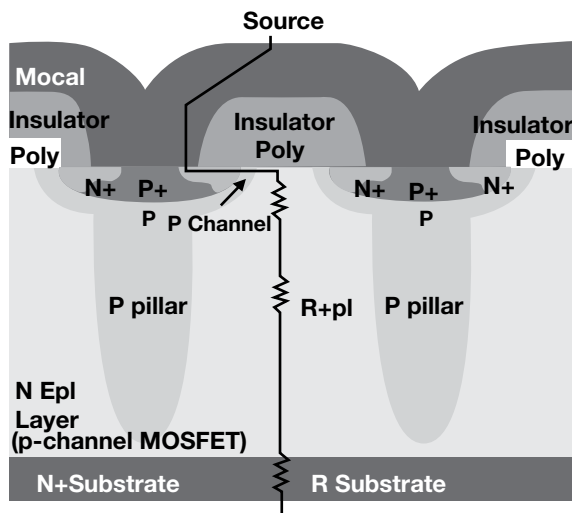 Source
Mocal
Insulator
Insulator
Insulator
Poly
Poly
Poly
N+
P+
N+
P+
N+
P
P Channel
P
P pillar
R+pl
P pillar
N Epl
Layer
(p-channel MOSFET)
N+Substrate
R Substrate